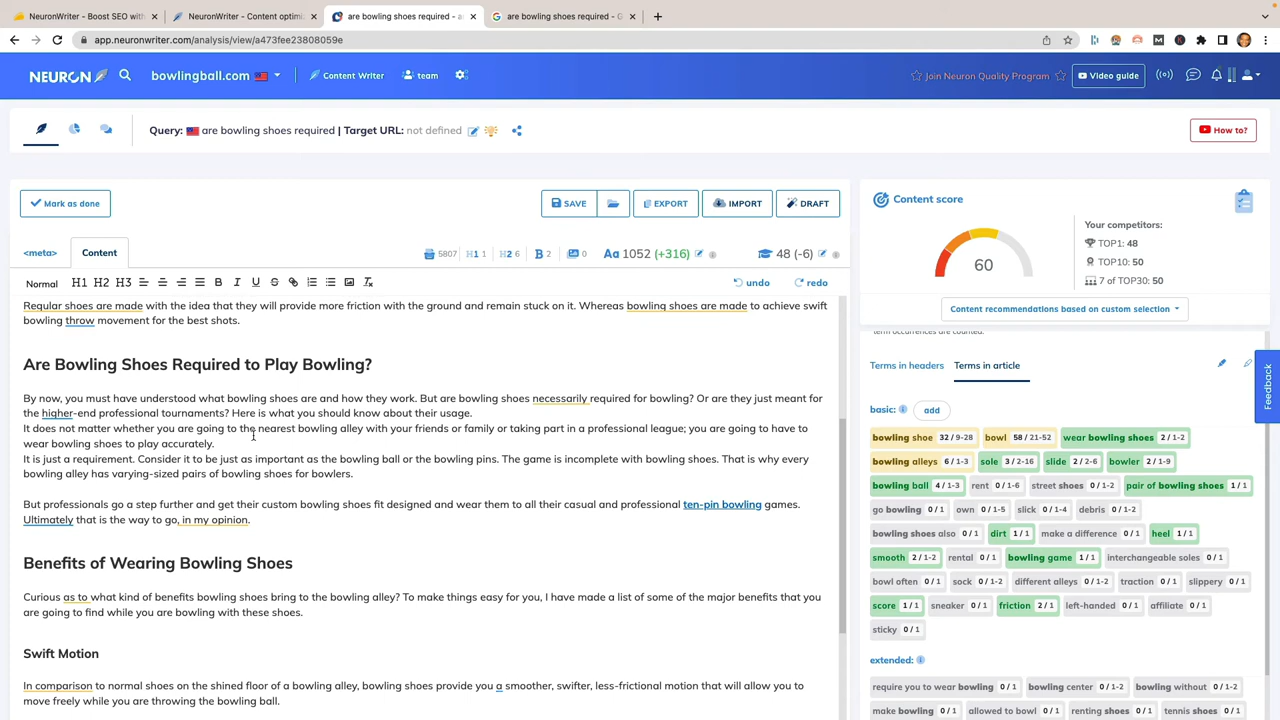 NeuronWriter - Boost SEO with
NeuronWriter - Content optimi
are bowling shoes required - a
are bowling shoes required - G
app.neuronwriter.com/analysis/view/a473fee23808059e
NEURON
bowlingball.com
Content Writer
team
Join Neuron Quality Program
Video guide
Query: are bowling shoes required | Target URL: not defined
How to?
Mark as done
SAVE
EXPORT
IMPORT
DRAFT
<meta>
Content
5807
H1 1
H2 6
B 2
0
Aa 1052 (+316)
48 (-6)
Normal
H1 H2 H3
B I U S
undo
redo
Regular shoes are made with the idea that they will provide more friction with the ground and remain stuck on it. Whereas bowling shoes are made to achieve swift
bowling throw movement for the best shots.
Are Bowling Shoes Required to Play Bowling?
By now, you must have understood what bowling shoes are and how they work. But are bowling shoes necessarily required for bowling? Or are they just meant for
the higher-end professional tournaments? Here is what you should know about their usage.
It does not matter whether you are going to the nearest bowling alley with your friends or family or taking part in a professional league; you are going to have to
wear bowling shoes to play accurately.
It is just a requirement. Consider it to be just as important as the bowling ball or the bowling pins. The game is incomplete with bowling shoes. That is why every
bowling alley has varying-sized pairs of bowling shoes for bowlers.
But professionals go a step further and get their custom bowling shoes fit designed and wear them to all their casual and professional ten-pin bowling games.
Ultimately that is the way to go, in my opinion.
Benefits of Wearing Bowling Shoes
Curious as to what kind of benefits bowling shoes bring to the bowling alley? To make things easy for you, I have made a list of some of the major benefits that you
are going to find while you are bowling with these shoes.
Swift Motion
In comparison to normal shoes on the shined floor of a bowling alley, bowling shoes provide you a smoother, swifter, less-frictional motion that will allow you to
move freely while you are throwing the bowling ball.
Content score
60
Your competitors:
TOP1: 48
TOP10: 50
7 of TOP30: 50
Content recommendations based on custom selection
term occurrences are counted.
Terms in headers
Terms in article
basic: add
bowling shoe 32 / 9-28 bowl 58 / 21-52 wear bowling shoes 2 / 1-2
bowling alleys 6 / 1-3 sole 3 / 2-16 slide 2 / 2-6 bowler 2 / 1-9
bowling ball 4 / 1-3 rent 0 / 1-6 street shoes 0 / 1-2 pair of bowling shoes 1 / 1
go bowling 0 / 1 own 0 / 1-5 slick 0 / 1-4 debris 0 / 1-2
bowling shoes also 0 / 1 dirt 1 / 1 make a difference 0 / 1 heel 1 / 1
smooth 2 / 1-2 rental 0 / 1 bowling game 1 / 1 interchangeable soles 0 / 1
bowl often 0 / 1 sock 0 / 1-2 different alleys 0 / 1-2 traction 0 / 1 slippery 0 / 1
score 1 / 1 sneaker 0 / 1 friction 2 / 1 left-handed 0 / 1 affiliate 0 / 1
sticky 0 / 1
extended:
require you to wear bowling 0 / 1 bowling center 0 / 1-2 bowling without 0 / 1-2
make bowling 0 / 1 allowed to bowl 0 / 1 renting shoes 0 / 1 tennis shoes 0 / 1
Feedback